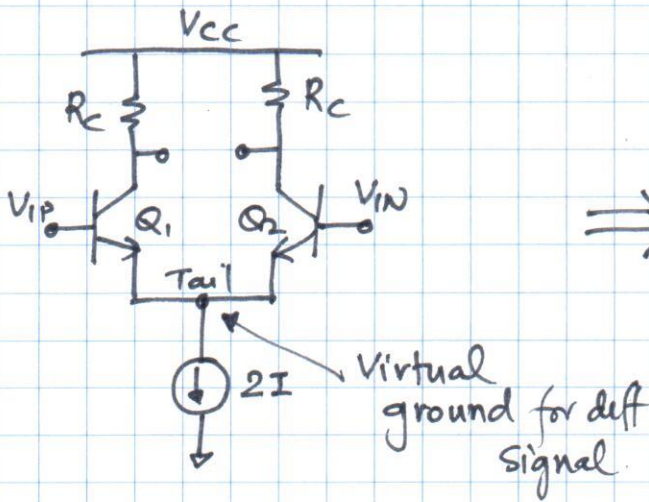 VCC
RC RC
VIP Q1 Q2 VIN
Tail
2I
Virtual
ground for diff
signal